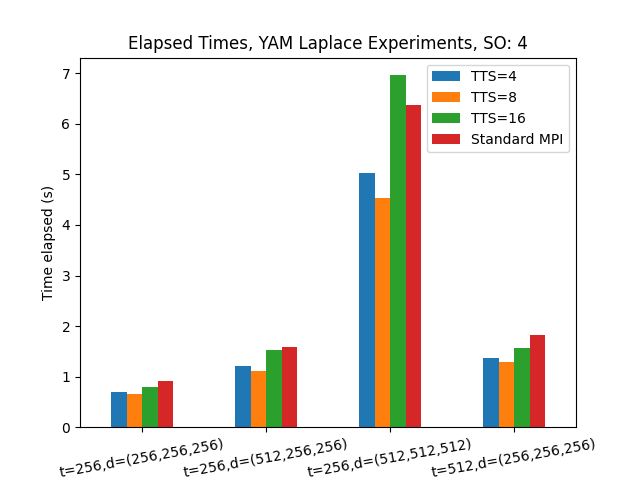 Elapsed Times, YAM Laplace Experiments, SO: 4
7
6
5
4
3
2
1
0
Time elapsed (s)
TTS=4
TTS=8
TTS=16
Standard MPI
t=256,d=(256,256,256)
t=256,d=(512,256,256)
t=256,d=(512,512,512)
t=512,d=(256,256,256)